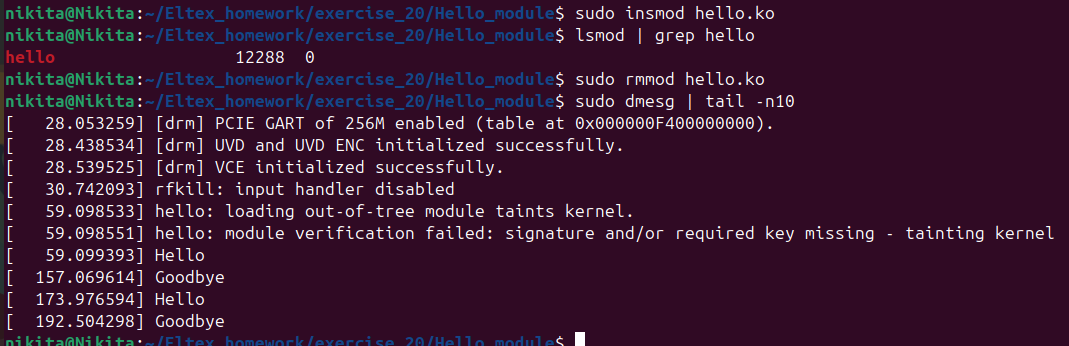 nikita@Nikita:~/Eltex_homework/exercise_20/Hello_module$ sudo insmod hello.ko
nikita@Nikita:~/Eltex_homework/exercise_20/Hello_module$ lsmod | grep hello
hello                  12288  0
nikita@Nikita:~/Eltex_homework/exercise_20/Hello_module$ sudo rmmod hello.ko
nikita@Nikita:~/Eltex_homework/exercise_20/Hello_module$ sudo dmesg | tail -n10
[   28.053259] [drm] PCIE GART of 256M enabled (table at 0x000000F400000000).
[   28.438534] [drm] UVD and UVD ENC initialized successfully.
[   28.539525] [drm] VCE initialized successfully.
[   30.742093] rfkill: input handler disabled
[   59.098533] hello: loading out-of-tree module taints kernel.
[   59.098551] hello: module verification failed: signature and/or required key missing - tainting kernel
[   59.099393] Hello
[  157.069614] Goodbye
[  173.976594] Hello
[  192.504298] Goodbye
nikita@Nikita:~/Eltex_homework/exercise_20/Hello_module$